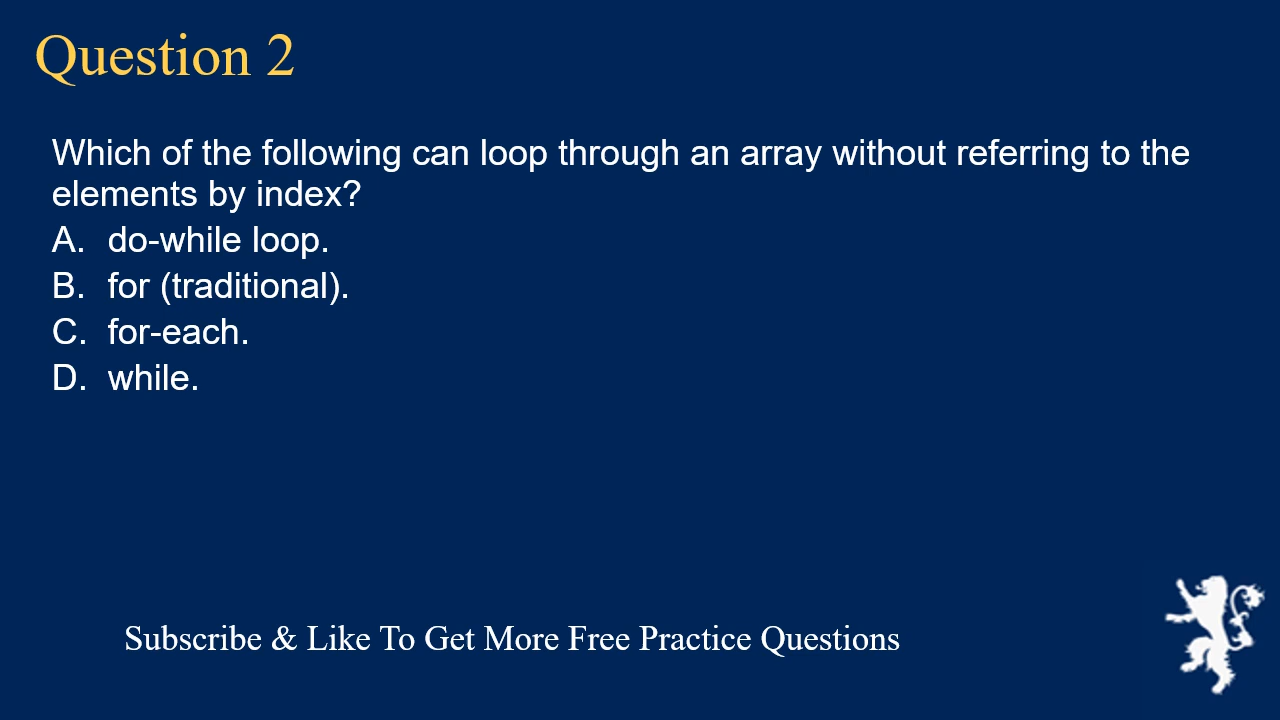 Question 2
Which of the following can loop through an array without referring to the
elements by index?
A. do-while loop.
B. for (traditional).
C. for-each.
D. while.
Subscribe & Like To Get More Free Practice Questions